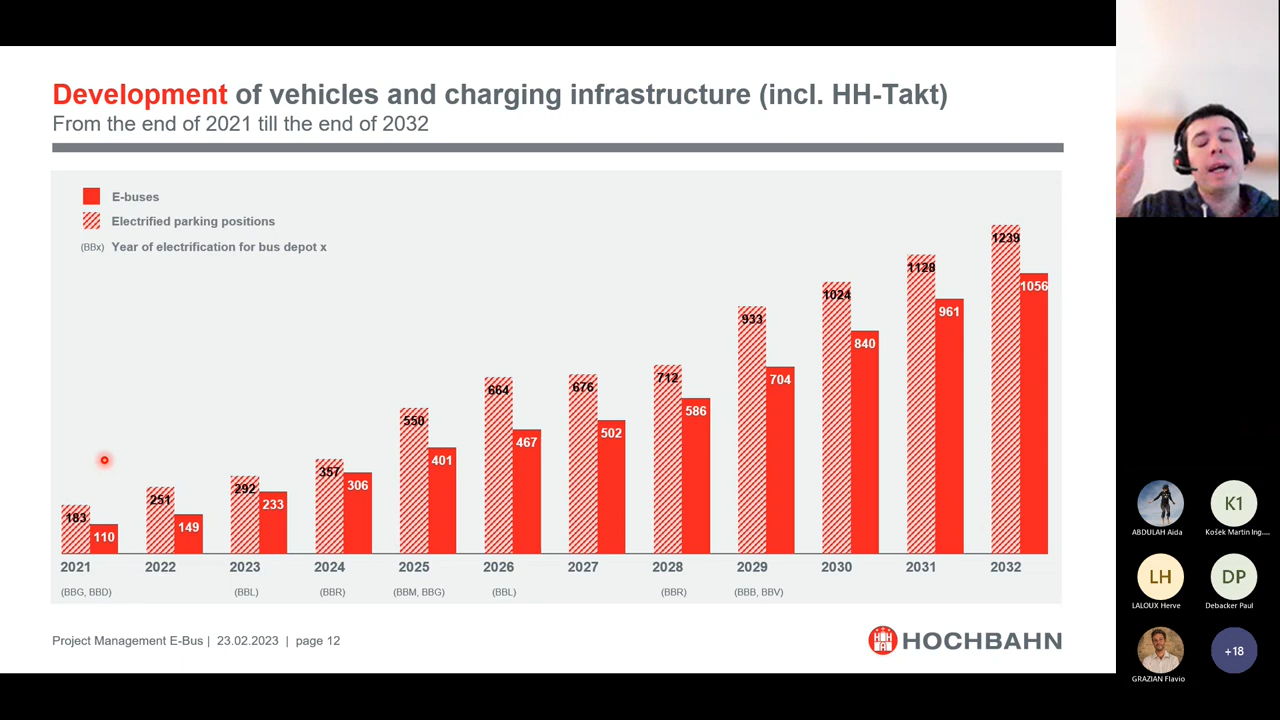 Development of vehicles and charging infrastructure (incl. HH-Takt)
From the end of 2021 till the end of 2032
E-buses
Electrified parking positions
(BBx) Year of electrification for bus depot x
183 110
251 149
292 233
357 306
550 401
664 467
676 502
712 586
933 704
1024 840
1128 961
1239 1056
2021 2022 2023 2024 2025 2026 2027 2028 2029 2030 2031 2032
(BBG, BBD) (BBL) (BBR) (BBM, BBG) (BBL) (BBR) (BBB, BBV)
Project Management E-Bus | 23.02.2023 | page 12
HOCHBAHN
K1
ABDULAH Aida
Košek Martin Ing....
LH
DP
LALOUX Herve
Debacker Paul
+18
GRAZIAN Flavio